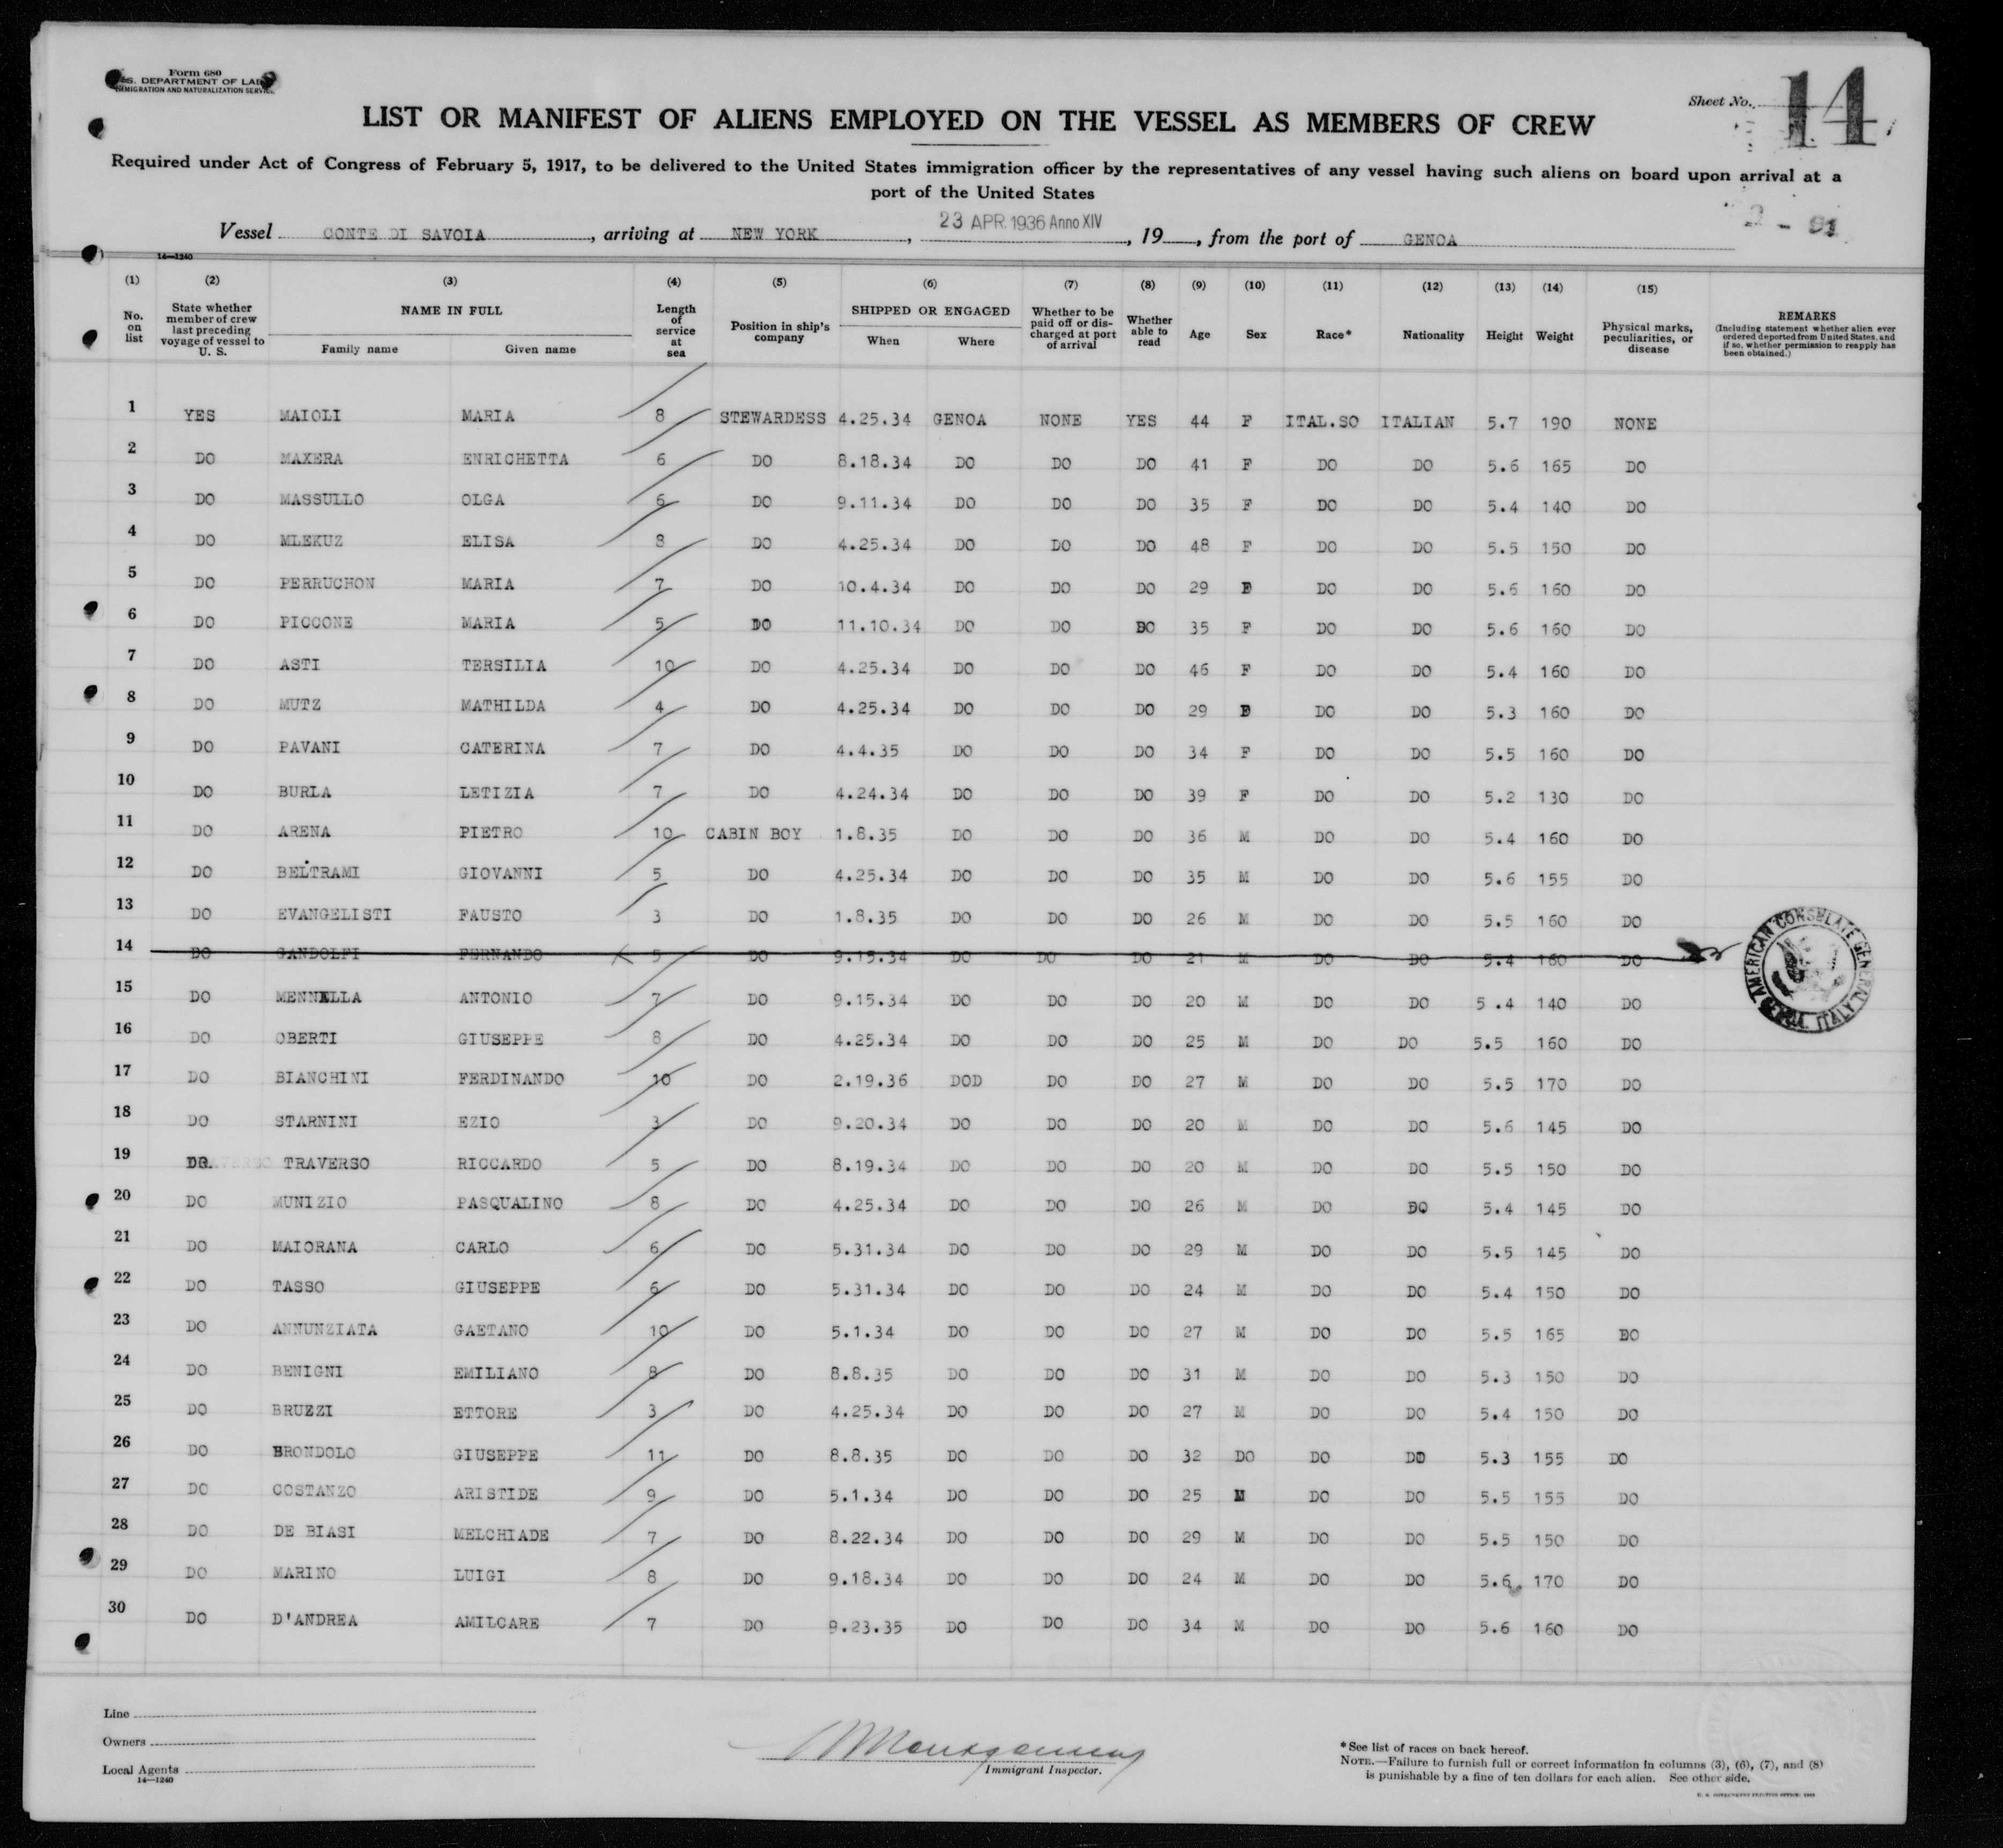 Form 680
U.S. DEPARTMENT OF LABOR
IMMIGRATION AND NATURALIZATION SERVICE
Sheet No. 14
LIST OR MANIFEST OF ALIENS EMPLOYED ON THE VESSEL AS MEMBERS OF CREW
Required under Act of Congress of February 5, 1917, to be delivered to the United States immigration officer by the representatives of any vessel having such aliens on board upon arrival at a
port of the United States
Vessel CONTE DI SAVOIA, arriving at NEW YORK, 23 APR. 1936 Anno XIV, 19, from the port of GENOA
14—1240
(1) (2) (3) (4) (5) (6) (7) (8) (9) (10) (11) (12) (13) (14) (15)
No. on list State whether member of crew last preceding voyage of vessel to U. S. NAME IN FULL Family name Given name Length of service at sea Position in ship's company SHIPPED OR ENGAGED When Where Whether to be paid off or discharged at port of arrival Whether able to read Age Sex Race* Nationality Height Weight Physical marks, peculiarities, or disease REMARKS (Including statement whether alien ever ordered deported from United States, and if so, whether permission to reapply has been obtained.)
1 YES MAIOLI MARIA 8 STEWARDESS 4.25.34 GENOA NONE YES 44 F ITAL.SO ITALIAN 5.7 190 NONE
2 DO MAXERA ENRICHETTA 6 DO 8.18.34 DO DO DO 41 F DO DO 5.6 165 DO
3 DO MASSULLO OLGA 6 DO 9.11.34 DO DO DO 35 F DO DO 5.4 140 DO
4 DO MLEKUZ ELISA 8 DO 4.25.34 DO DO DO 48 F DO DO 5.5 150 DO
5 DO PERRUCHON MARIA 7 DO 10.4.34 DO DO DO 29 F DO DO 5.6 160 DO
6 DO PICCONE MARIA 5 DO 11.10.34 DO DO DO 35 F DO DO 5.6 160 DO
7 DO ASTI TERSILIA 10 DO 4.25.34 DO DO DO 46 F DO DO 5.4 160 DO
8 DO MUTZ MATHILDA 4 DO 4.25.34 DO DO DO 29 F DO DO 5.3 160 DO
9 DO PAVANI CATERINA 7 DO 4.4.35 DO DO DO 34 F DO DO 5.5 160 DO
10 DO BURLA LETIZIA 7 DO 4.24.34 DO DO DO 39 F DO DO 5.2 130 DO
11 DO ARENA PIETRO 10 CABIN BOY 1.8.35 DO DO DO 36 M DO DO 5.4 160 DO
12 DO BELTRAMI GIOVANNI 5 DO 4.25.34 DO DO DO 35 M DO DO 5.6 155 DO
13 DO EVANGELISTI FAUSTO 3 DO 1.8.35 DO DO DO 26 M DO DO 5.5 160 DO
14 DO GANDOLFI FERNANDO 5 DO 9.15.34 DO DO DO 21 M DO DO 5.4 160 DO
AMERICAN CONSULATE GENERAL GENOA, ITALY
15 DO MENNELLA ANTONIO 7 DO 9.15.34 DO DO DO 20 M DO DO 5 .4 140 DO
16 DO OBERTI GIUSEPPE 8 DO 4.25.34 DO DO DO 25 M DO DO 5.5 160 DO
17 DO BIANCHINI FERDINANDO 10 DO 2.19.36 DOD DO DO 27 M DO DO 5.5 170 DO
18 DO STARNINI EZIO 3 DO 9.20.34 DO DO DO 20 M DO DO 5.6 145 DO
19 DO. TRAVERSO RICCARDO 5 DO 8.19.34 DO DO DO 20 M DO DO 5.5 150 DO
20 DO MUNIZIO PASQUALINO 8 DO 4.25.34 DO DO DO 26 M DO DO 5.4 145 DO
21 DO MAIORANA CARLO 6 DO 5.31.34 DO DO DO 29 M DO DO 5.5 145 DO
22 DO TASSO GIUSEPPE 6 DO 5.31.34 DO DO DO 24 M DO DO 5.4 150 DO
23 DO ANNUNZIATA GAETANO 10 DO 5.1.34 DO DO DO 27 M DO DO 5.5 165 DO
24 DO BENIGNI EMILIANO 8 DO 8.8.35 DO DO DO 31 M DO DO 5.3 150 DO
25 DO BRUZZI ETTORE 3 DO 4.25.34 DO DO DO 27 M DO DO 5.4 150 DO
26 DO BRONDOLO GIUSEPPE 11 DO 8.8.35 DO DO DO 32 DO DO DO 5.3 155 DO
27 DO COSTANZO ARISTIDE 9 DO 5.1.34 DO DO DO 25 M DO DO 5.5 155 DO
28 DO DE BIASI MELCHIADE 7 DO 8.22.34 DO DO DO 29 M DO DO 5.5 150 DO
29 DO MARINO LUIGI 8 DO 9.18.34 DO DO DO 24 M DO DO 5.6 170 DO
30 DO D'ANDREA AMILCARE 7 DO 9.23.35 DO DO DO 34 M DO DO 5.6 160 DO
Line
Owners
Local Agents
14—1240
Montgomery
Immigrant Inspector.
*See list of races on back hereof.
NOTE.—Failure to furnish full or correct information in columns (3), (6), (7), and (8)
is punishable by a fine of ten dollars for each alien. See other side.